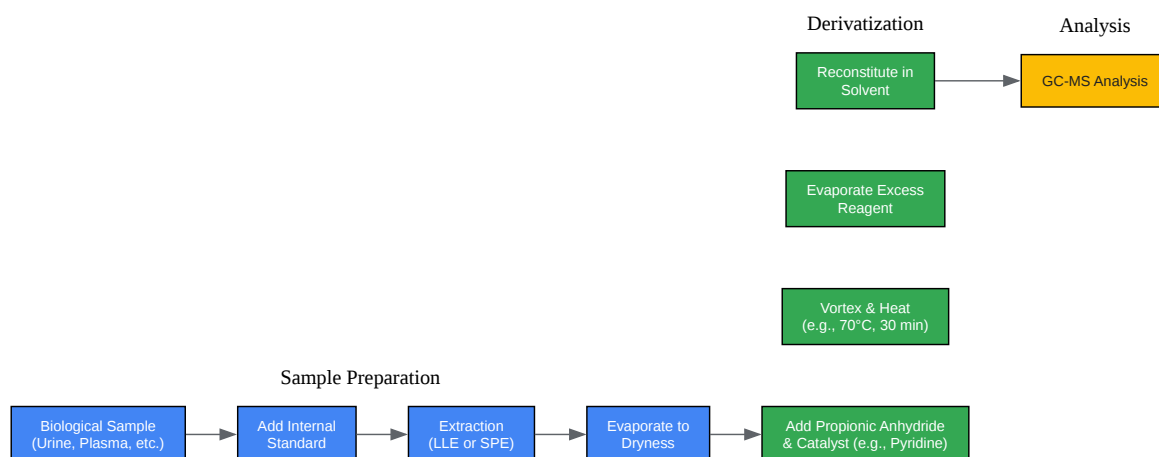 Derivatization
Analysis
Reconstitute in
Solvent
GC-MS Analysis
Evaporate Excess
Reagent
Vortex & Heat
(e.g., 70°C, 30 min)
Sample Preparation
Biological Sample
(Urine, Plasma, etc.)
Add Internal
Standard
Extraction
(LLE or SPE)
Evaporate to
Dryness
Add Propionic Anhydride
& Catalyst (e.g., Pyridine)